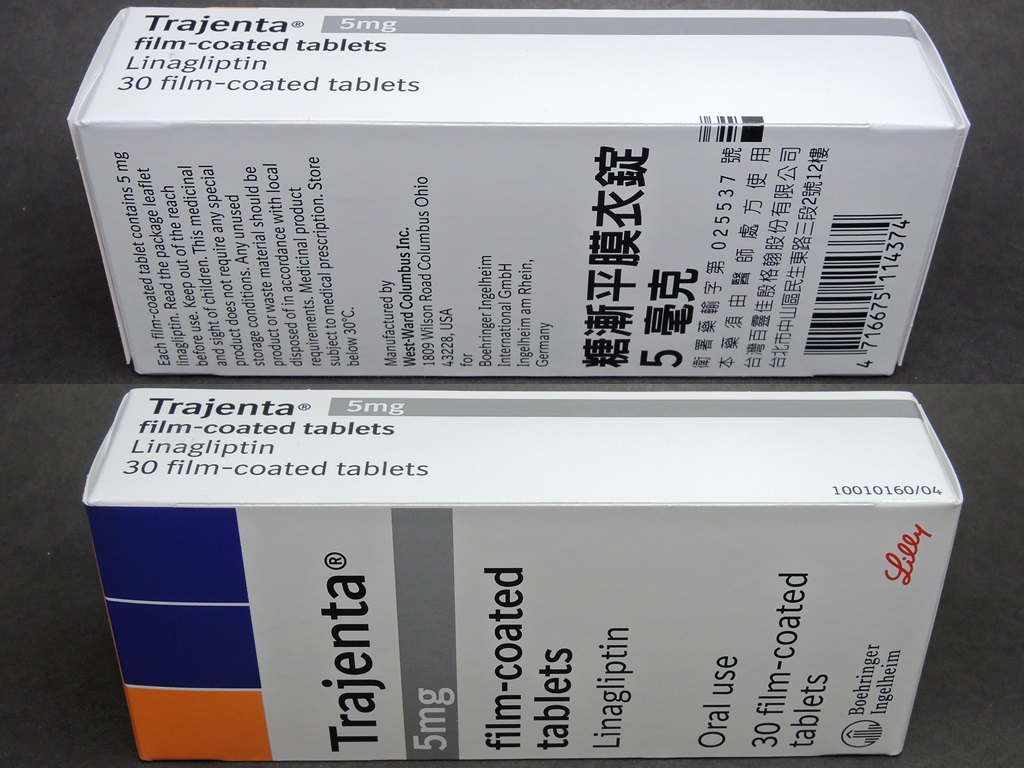 Trajenta® 5mg
film-coated tablets
Linagliptin
30 film-coated tablets
Each film-coated tablet contains 5 mg
linagliptin. Read the package leaflet
before use. Keep out of the reach
and sight of children. This medicinal
product does not require any special
storage conditions. Any unused
product or waste material should be
disposed of in accordance with local
requirements. Medicinal product
subject to medical prescription. Store
below 30°C.
Manufactured by
West-Ward Columbus Inc.
1809 Wilson Road Columbus Ohio
43228, USA
for
Boehringer Ingelheim
International GmbH
Ingelheim am Rhein,
Germany
糖漸平膜衣錠
5 毫克
衛署藥輸字第 025537 號
本藥須由醫師處方使用
台灣百靈佳殷格翰股份有限公司
台北市中山區民生東路三段2號12樓
4 716675 114374
Trajenta® 5mg
film-coated tablets
Linagliptin
30 film-coated tablets
10010160/04
Trajenta®
5mg
film-coated
tablets
Linagliptin
Oral use
30 film-coated
tablets
Boehringer
Ingelheim
Lilly